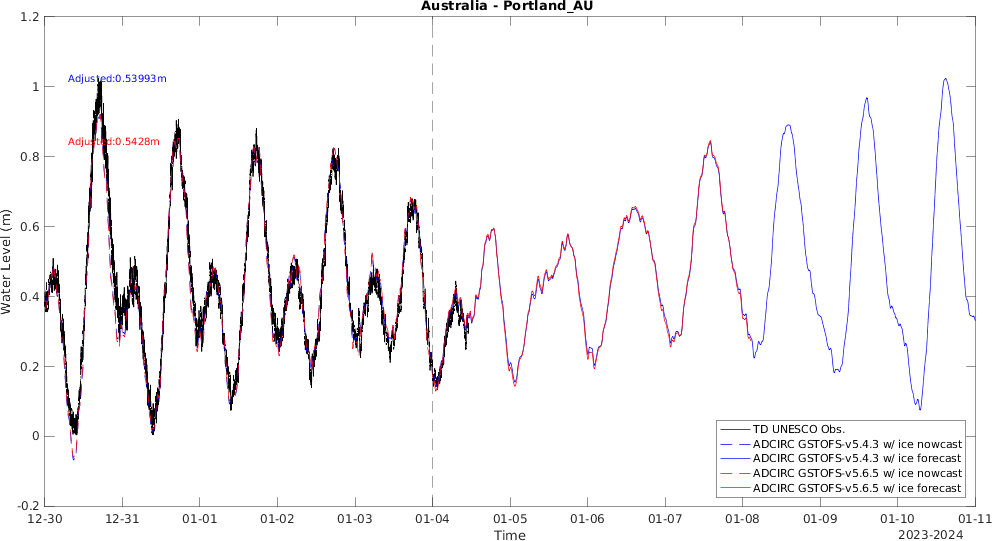 Australia - Portland_AU
1.2
1
0.8
0.6
0.4
0.2
0
-0.2
Water Level (m)
Adjusted:0.53993m
Adjusted:0.5428m
TD UNESCO Obs.
ADCIRC GSTOFS-v5.4.3 w/ ice nowcast
ADCIRC GSTOFS-v5.4.3 w/ ice forecast
ADCIRC GSTOFS-v5.6.5 w/ ice nowcast
ADCIRC GSTOFS-v5.6.5 w/ ice forecast
12-30 12-31 01-01 01-02 01-03 01-04 01-05 01-06 01-07 01-08 01-09 01-10 01-11
Time
2023-2024